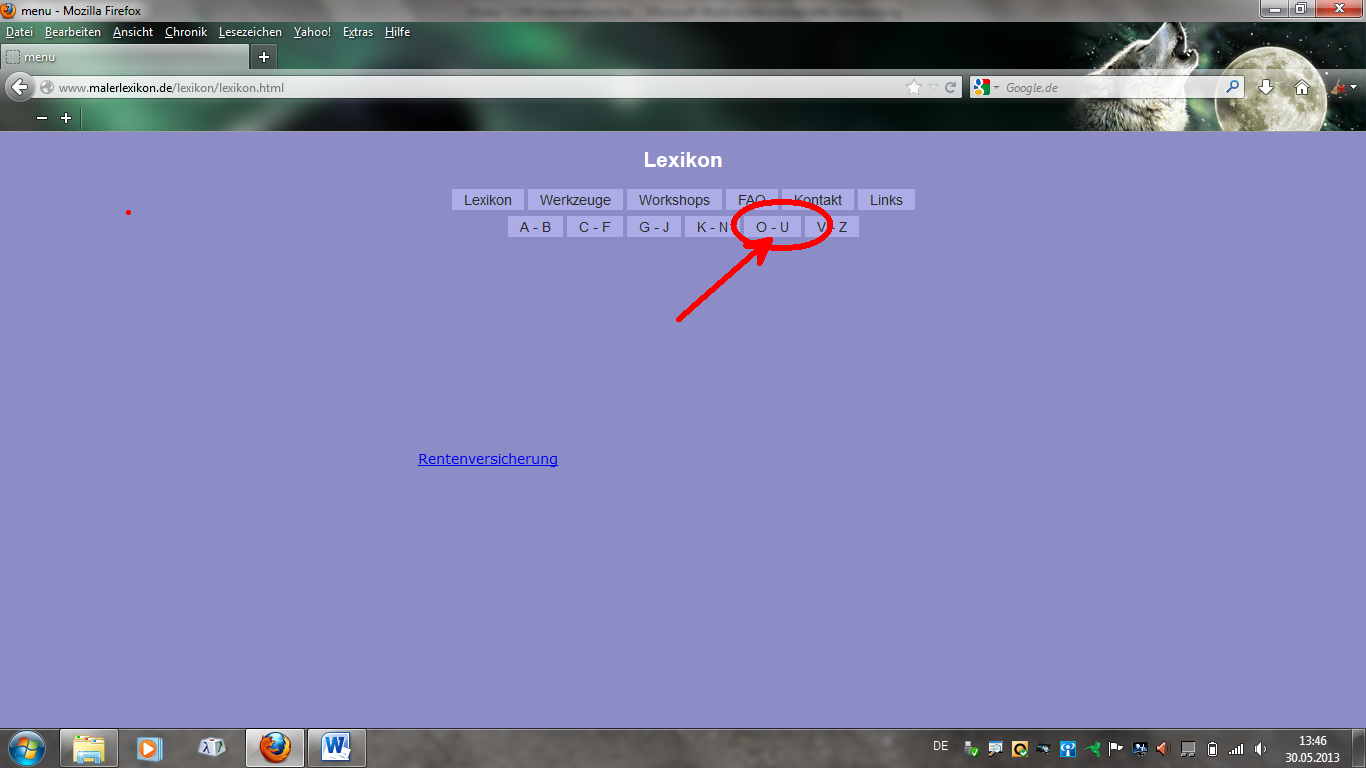 menu - Mozilla Firefox
Datei Bearbeiten Ansicht Chronik Lesezeichen Yahoo! Extras Hilfe
menu
www.malerlexikon.de/lexikon/lexikon.html
Google.de
Lexikon
Lexikon Werkzeuge Workshops FAQ Kontakt Links
A - B C - F G - J K - N O - U V - Z
Rentenversicherung
DE
13:46
30.05.2013